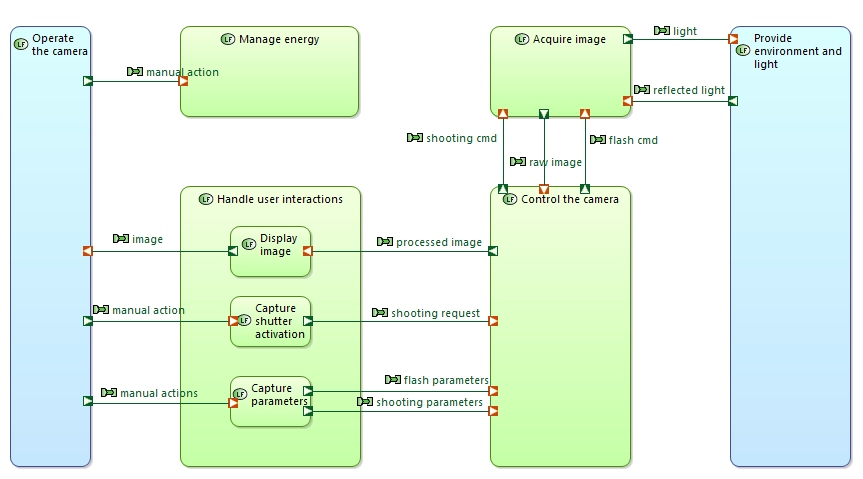 LF Operate
the camera
LF Manage energy
manual action
LF Acquire image
light
reflected light
LF Provide
environment and
light
shooting cmd
raw image
flash cmd
LF Handle user interactions
LF Control the camera
image
LF Display
image
processed image
manual action
LF Capture
shutter
activation
shooting request
manual actions
LF Capture
parameters
flash parameters
shooting parameters